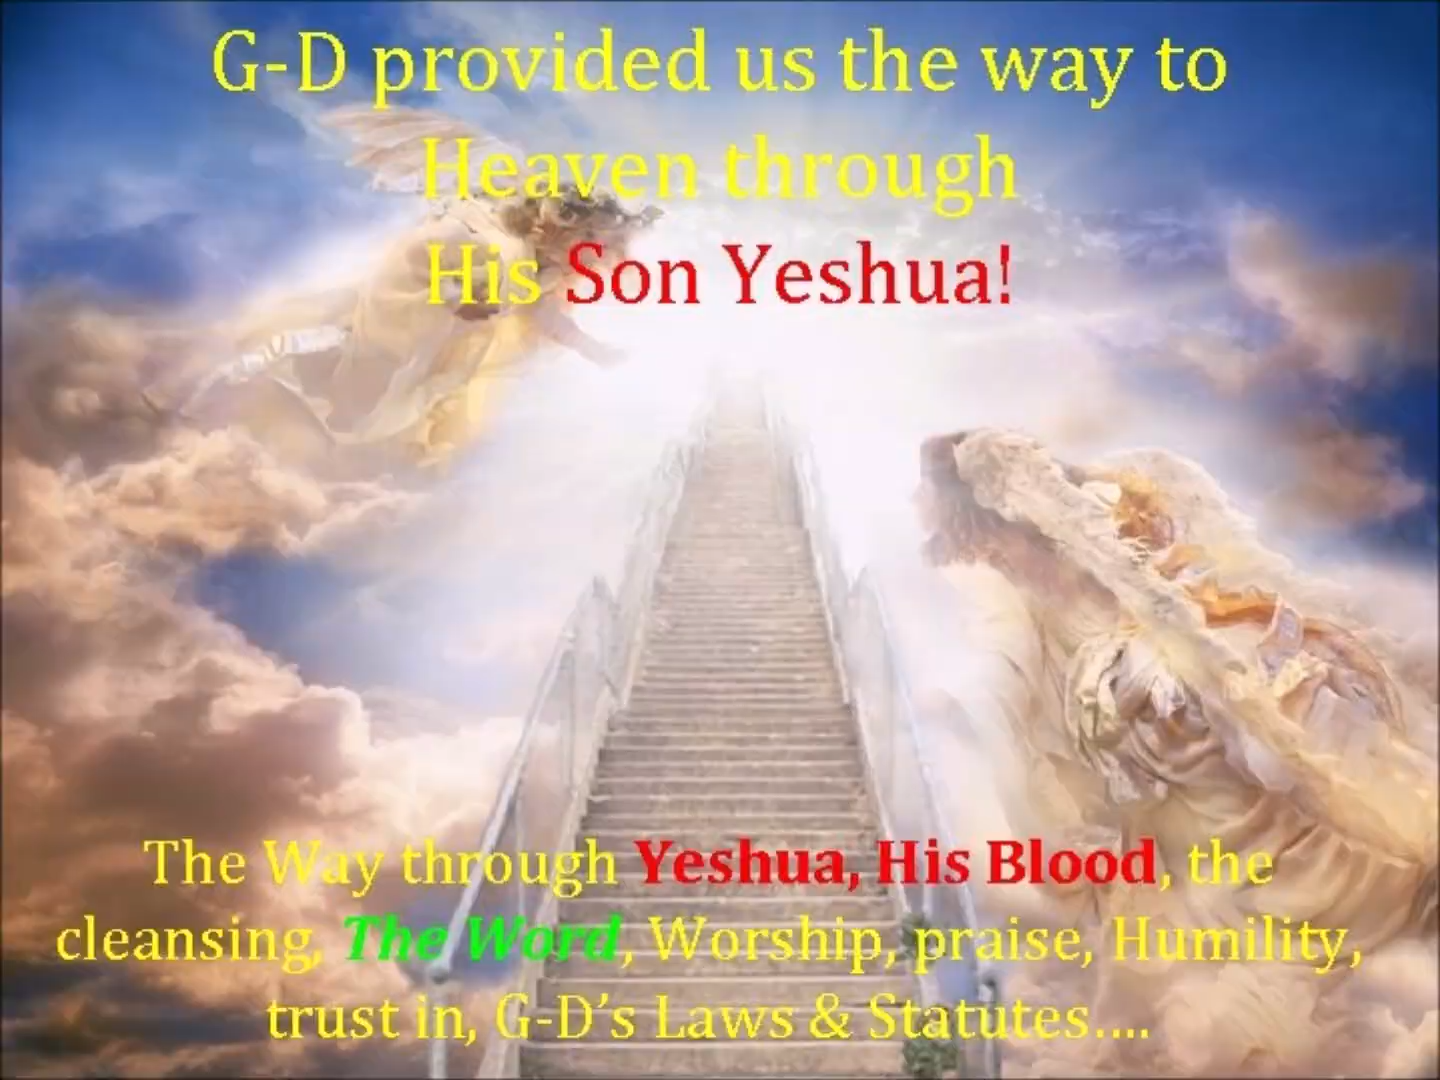 G-D provided us the way to
Heaven through
His Son Yeshua!
The Way through Yeshua, His Blood, the
cleansing, The Word, Worship, praise, Humility,
trust in, G-D’s Laws & Statutes....